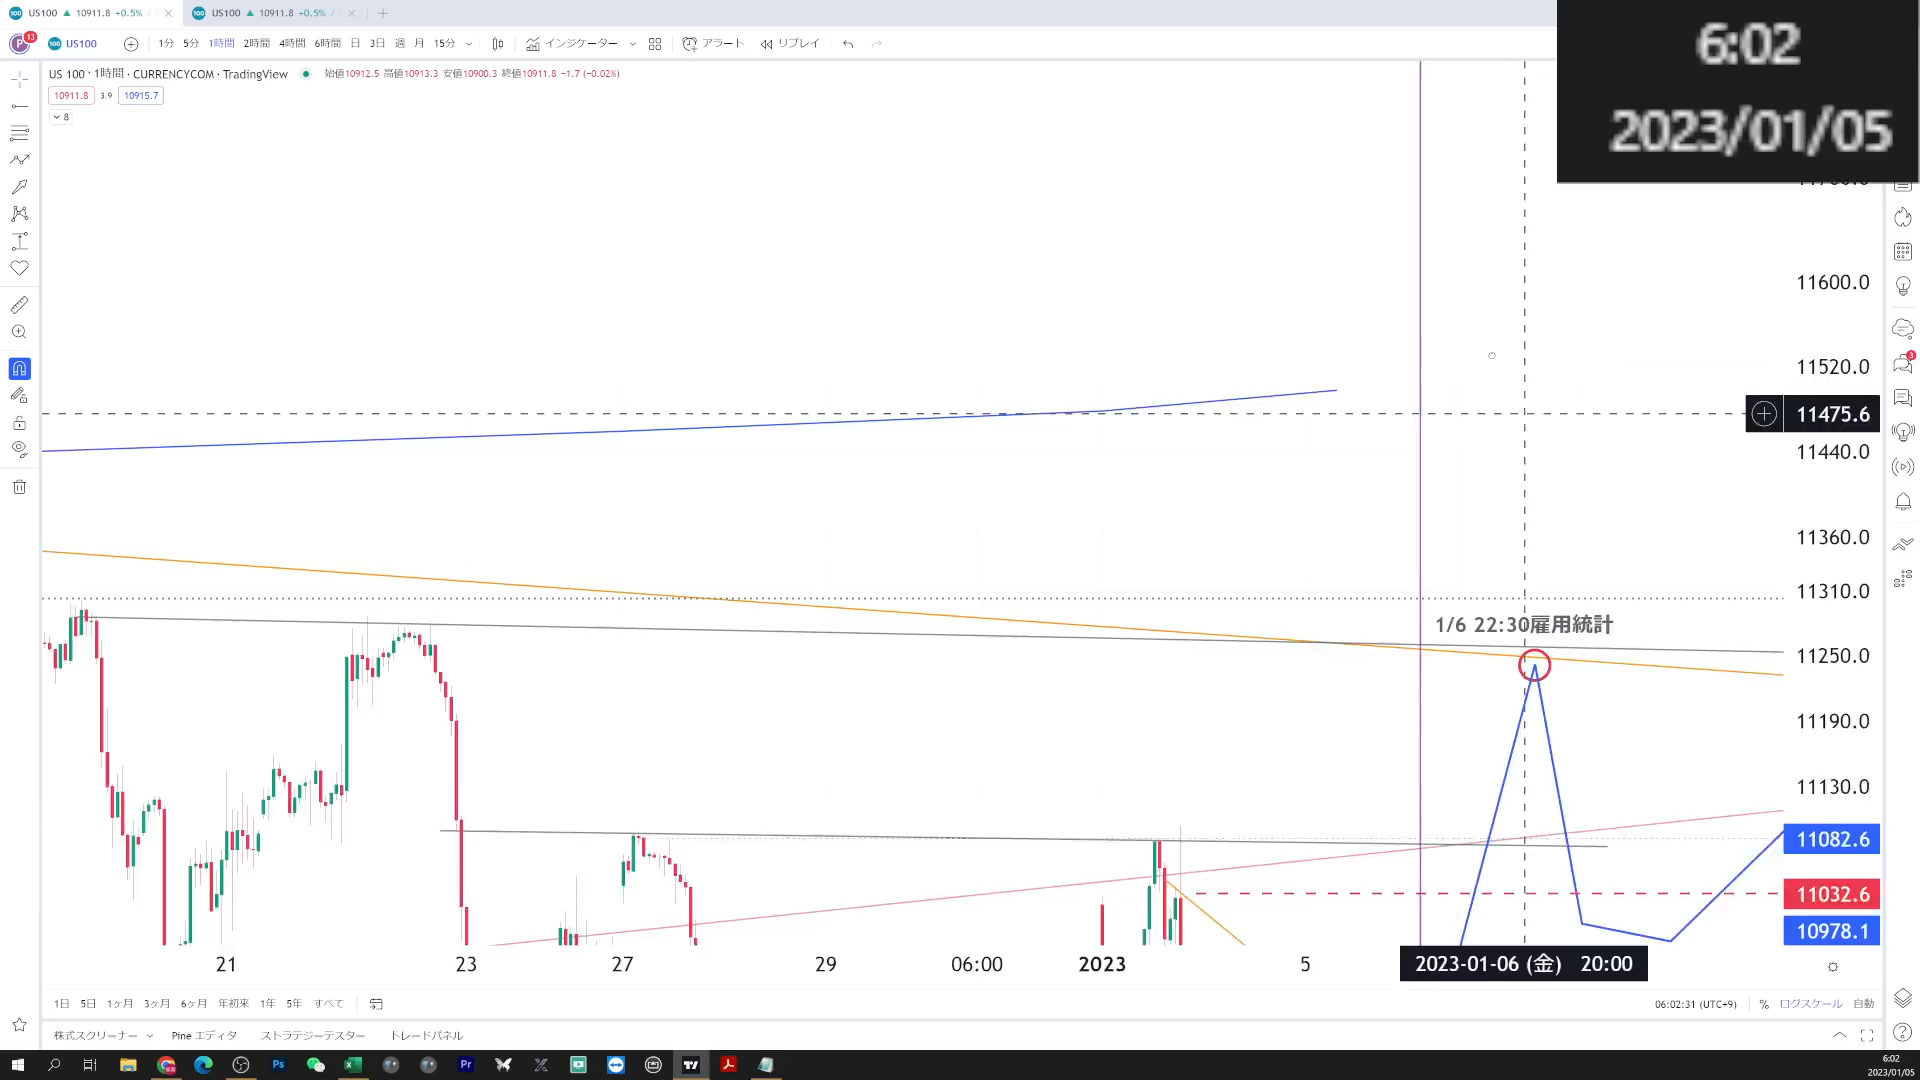 US100 ▲ 10911.8 +0.5% /
US100 ▲ 10911.8 +0.5% /
6:02
2023/01/05
P 13
US100 1分 5分 1時間 2時間 4時間 6時間 日 3日 週 月 15分 インジケーター アラート リプレイ
US 100 · 1時間 · CURRENCYCOM · TradingView 始値10912.5 高値10913.3 安値10900.3 終値10911.8 −1.7 (−0.02%)
10911.8 3.9 10915.7
8
11600.0
11520.0
3
11475.6
11440.0
11360.0
11310.0
1/6 22:30雇用統計
11250.0
11190.0
11130.0
11082.6
11032.6
10978.1
21 23 27 29 06:00 2023 5 2023-01-06 (金) 20:00
1日 5日 1ヶ月 3ヶ月 6ヶ月 年初来 1年 5年 すべて 06:02:31 (UTC+9) % ログスケール 自動
株式スクリーナー Pine エディタ ストラテジーテスター トレードパネル
Ps Pr
6:02
2023/01/05